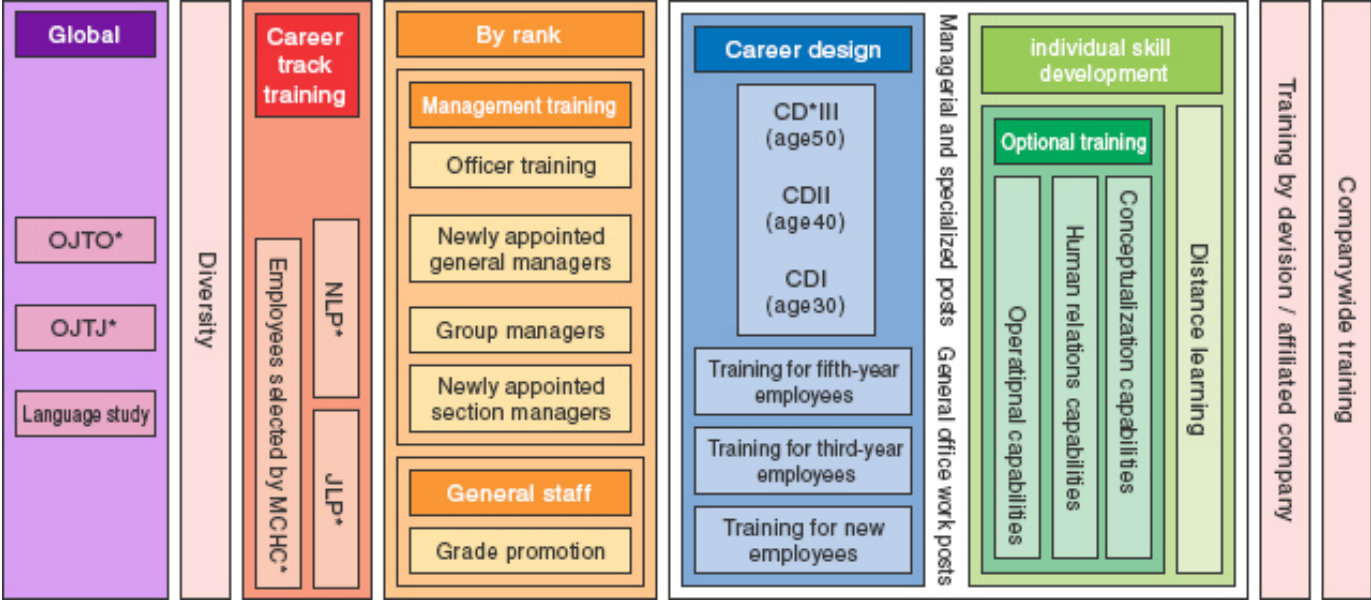 Global
OJTO*
OJTJ*
Language study
Diversity
Career
track
training
Employees selected by MCHC*
NLP*
JLP*
By rank
Management training
Officer training
Newly appointed
general managers
Group managers
Newly appointed
section managers
General staff
Grade promotion
Career design
CD*III
(age50)
CDII
(age40)
CDI
(age30)
Training for fifth-year
employees
Training for third-year
employees
Training for new
employees
Managerial and specialized posts
General office work posts
individual skill
development
Optional training
Operatipnal capabilities
Human relations capabilities
Conceptualization capabilities
Distance learning
Training by devision / affiliated company
Companywide training